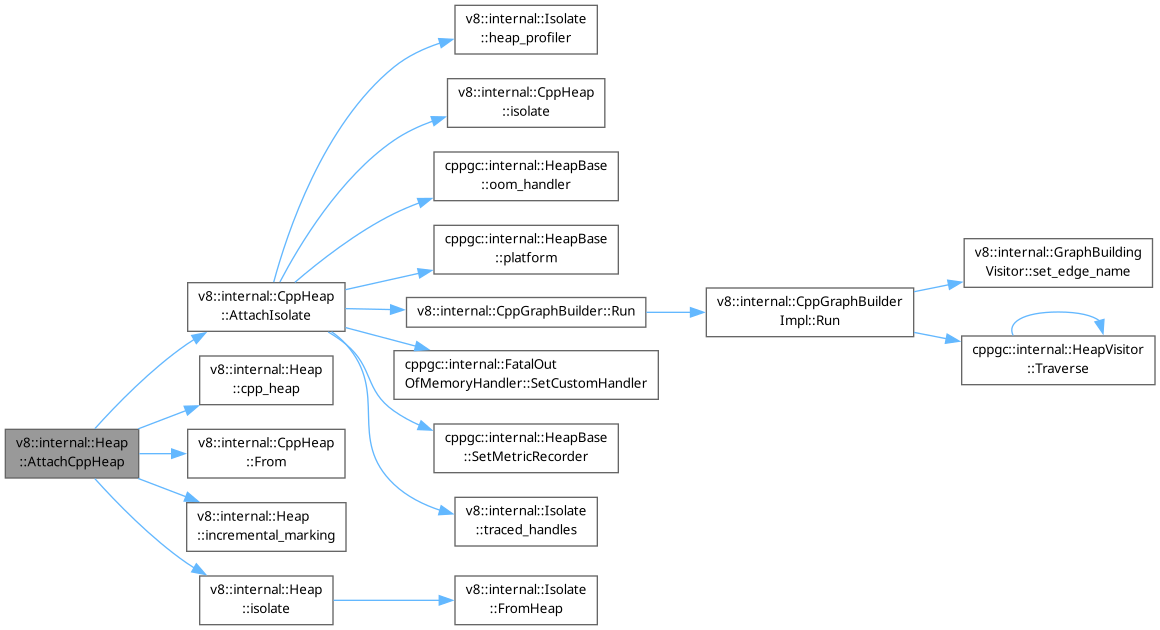 v8::internal::Isolate
::heap_profiler
v8::internal::CppHeap
::isolate
cppgc::internal::HeapBase
::oom_handler
cppgc::internal::HeapBase
::platform
v8::internal::GraphBuilding
Visitor::set_edge_name
v8::internal::CppHeap
::AttachIsolate
v8::internal::CppGraphBuilder::Run
v8::internal::CppGraphBuilder
Impl::Run
cppgc::internal::HeapVisitor
::Traverse
v8::internal::Heap
::cpp_heap
cppgc::internal::FatalOut
OfMemoryHandler::SetCustomHandler
v8::internal::Heap
::AttachCppHeap
v8::internal::CppHeap
::From
cppgc::internal::HeapBase
::SetMetricRecorder
v8::internal::Heap
::incremental_marking
v8::internal::Isolate
::traced_handles
v8::internal::Heap
::isolate
v8::internal::Isolate
::FromHeap